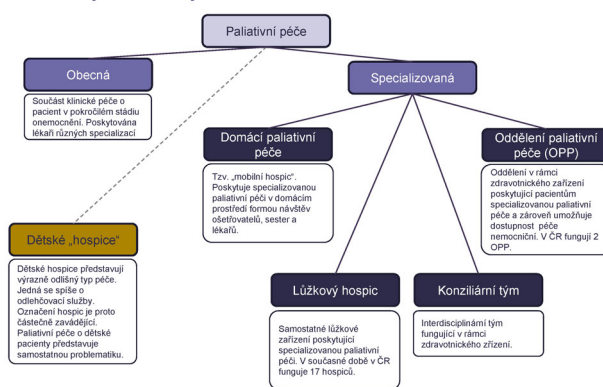 Paliativní péče
Obecná
Specializovaná
Součást klinické péče o
pacient v pokročilém stádiu
onemocnění. Poskytována
lékaři různých specializací
Domácí paliativní
péče
Tzv. „mobilní hospic“.
Poskytuje specializovanou
paliativní péči v domácím
prostředí formou návštěv
ošetřovatelů, sester a
lékařů.
Oddělení paliativní
péče (OPP)
Oddělení v rámci
zdravotnického zařízení
poskytující pacientům
specializovanou paliativní
péče a zároveň umožňuje
dostupnost péče
nemocniční. V ČR fungují 2
OPP.
Dětské „hospice“
Dětské hospice představují
výrazně odlišný typ péče.
Jedná se spíše o
odlehčovací služby.
Označení hospic je proto
částečně zavádějící.
Paliativní péče o dětské
pacienty představuje
samostatnou problematiku.
Lůžkový hospic
Samostatné lůžkové
zařízení poskytující
specializovanou paliativní
péči. V současné době v ČR
funguje 17 hospiců.
Konziliární tým
Interdisciplinární tým
fungující v rámci
zdravotnického zřízení.